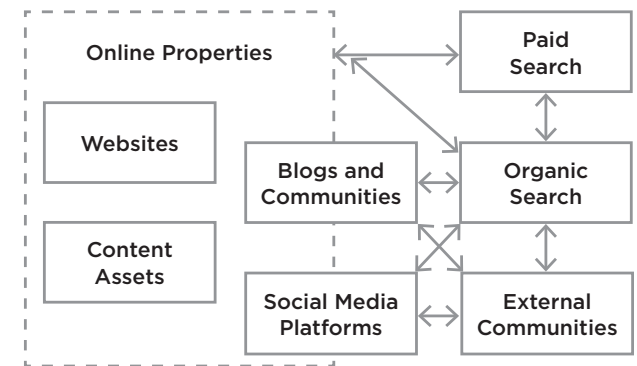 Online Properties
Paid
Search
Websites
Blogs and
Communities
Organic
Search
Content
Assets
Social Media
Platforms
External
Communities